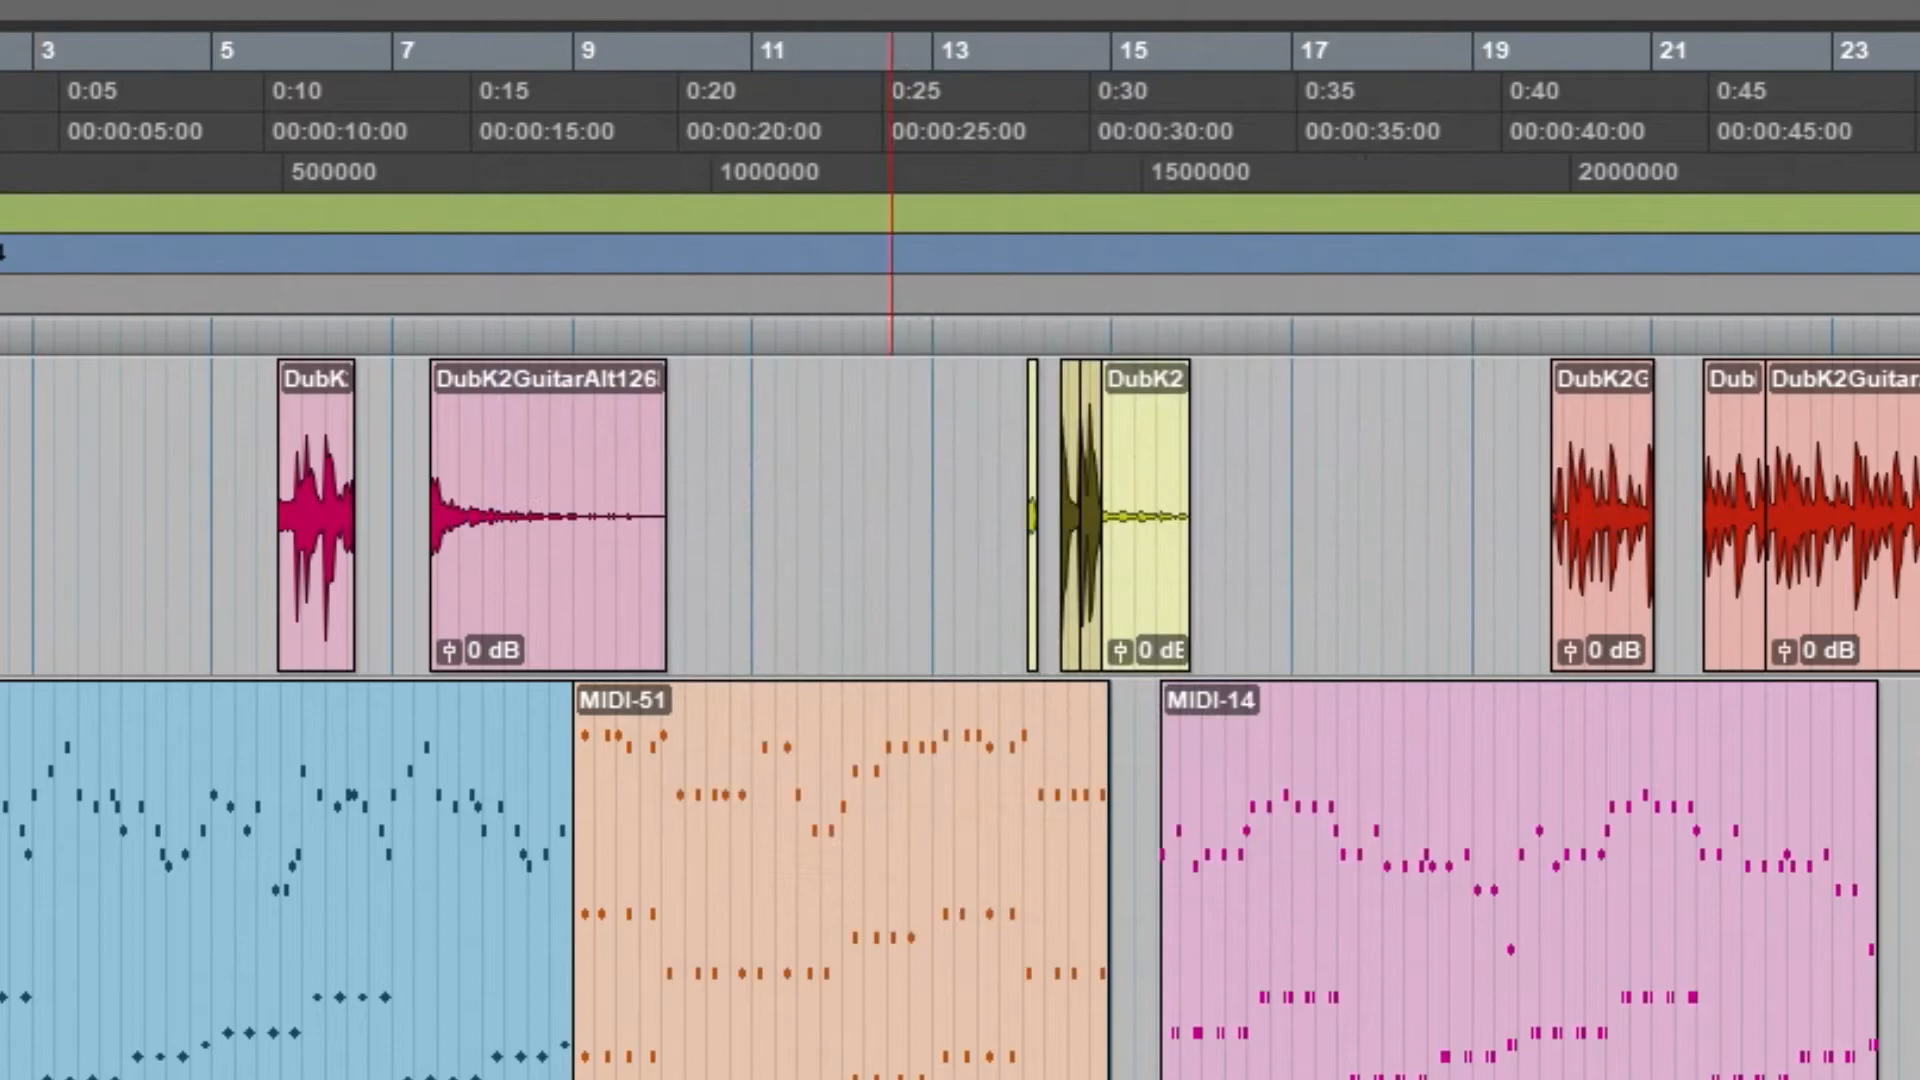 3 5 7 9 11 13 15 17 19 21 23
0:05 0:10 0:15 0:20 0:25 0:30 0:35 0:40 0:45
00:00:05:00 00:00:10:00 00:00:15:00 00:00:20:00 00:00:25:00 00:00:30:00 00:00:35:00 00:00:40:00 00:00:45:00
500000 1000000 1500000 2000000
DubK DubK2GuitarAlt126 DubK2 DubK2G Dub DubK2Guitar
0 dB 0 dB 0 dB 0 dB
MIDI-51 MIDI-14